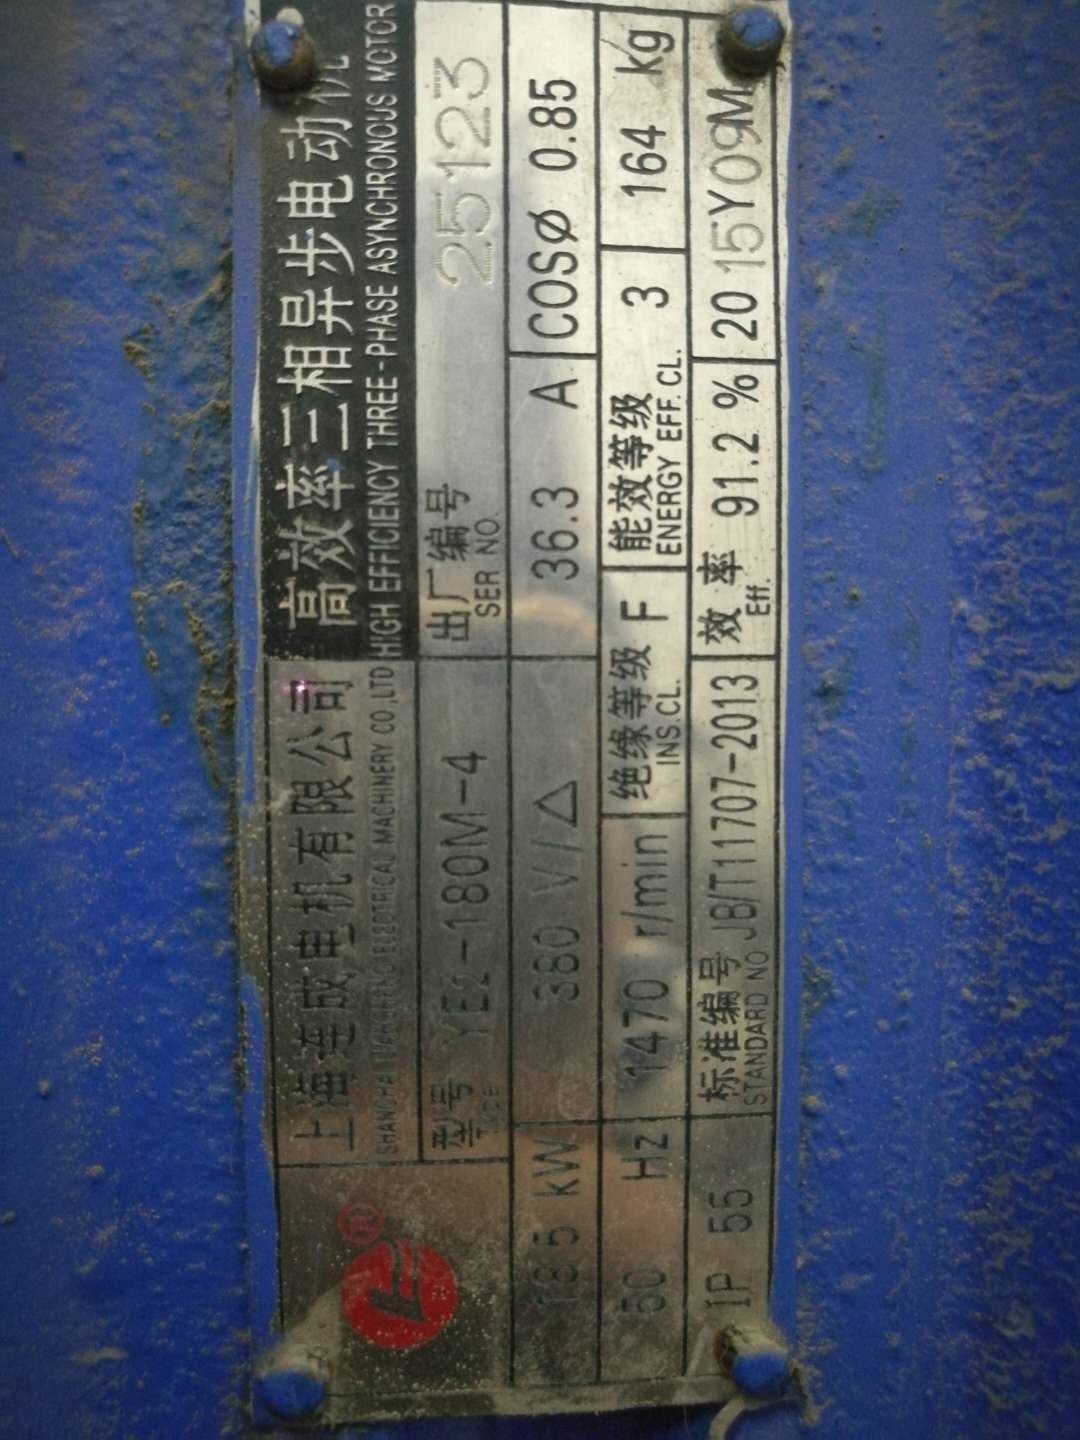 上海连成电机有限公司 高效率三相异步电动机
SHANGHAI LIANCHENG ELECTRICAL MACHINERY CO.,LTD HIGH EFFICIENCY THREE-PHASE ASYNCHRONOUS MOTOR
®
型号 TYPE YE2-180M-4 出厂编号 SER NO. 25123
18.5 kW 380 V/△ 36.3 A COSØ 0.85
50 Hz 1470 r/min 绝缘等级 INS.CL. F 能效等级 ENERGY EFF.CL. 3 164 kg
IP 55 标准编号 STANDARD NO JB/T11707-2013 效率 Eff. 91.2 % 2015Y09M